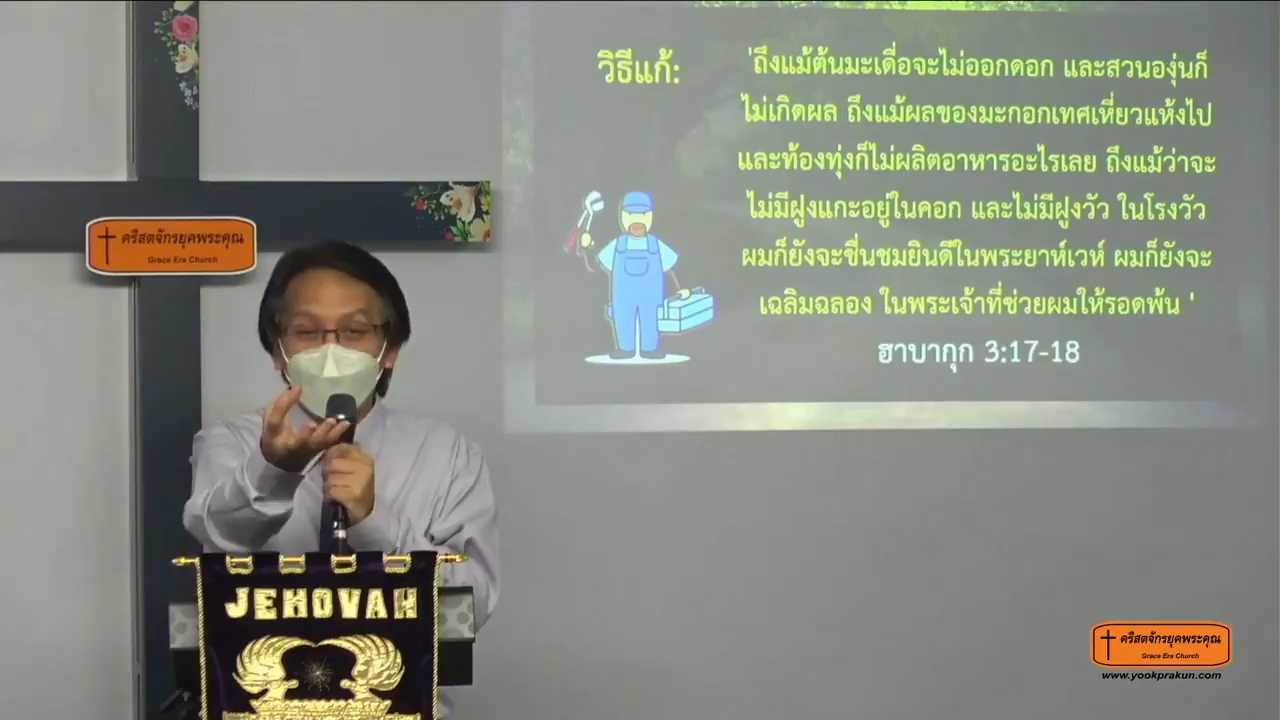 วิธีแก้:
'ถึงแม้ต้นมะเดื่อจะไม่ออกดอก และสวนองุ่นก็
ไม่เกิดผล ถึงแม้ผลของมะกอกเทศเหี่ยวแห้งไป
และท้องทุ่งก็ไม่ผลิตอาหารอะไรเลย ถึงแม้ว่าจะ
ไม่มีฝูงแกะอยู่ในคอก และไม่มีฝูงวัว ในโรงวัว
ผมก็ยังจะชื่นชมยินดีในพระยาห์เวห์ ผมก็ยังจะ
เฉลิมฉลอง ในพระเจ้าที่ช่วยผมให้รอดพ้น '
ฮาบากุก 3:17-18
คริสตจักรยุคพระคุณ
Grace Era Church
JEHOVAH
คริสตจักรยุคพระคุณ
Grace Era Church
www.yookprakun.com